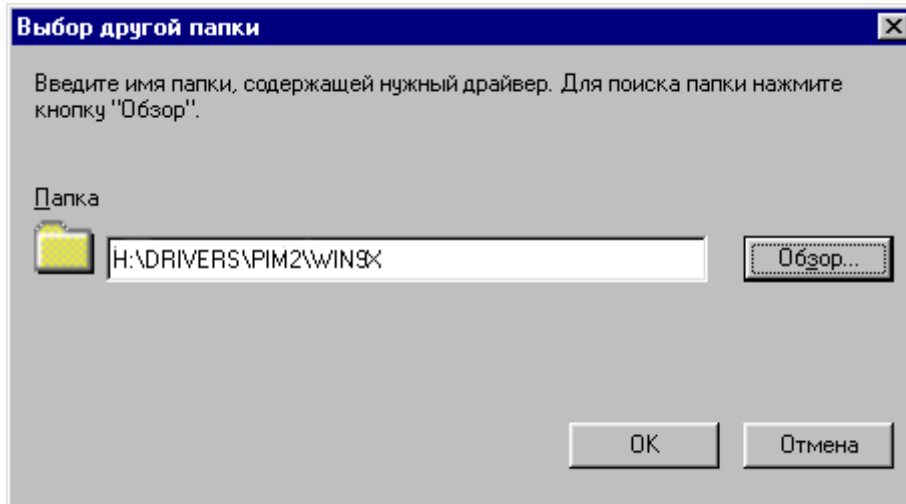 Выбор другой папки
Введите имя папки, содержащей нужный драйвер. Для поиска папки нажмите
кнопку "Обзор".
Папка
H:\DRIVERS\PIM2\WIN9X
Обзор...
OK
Отмена